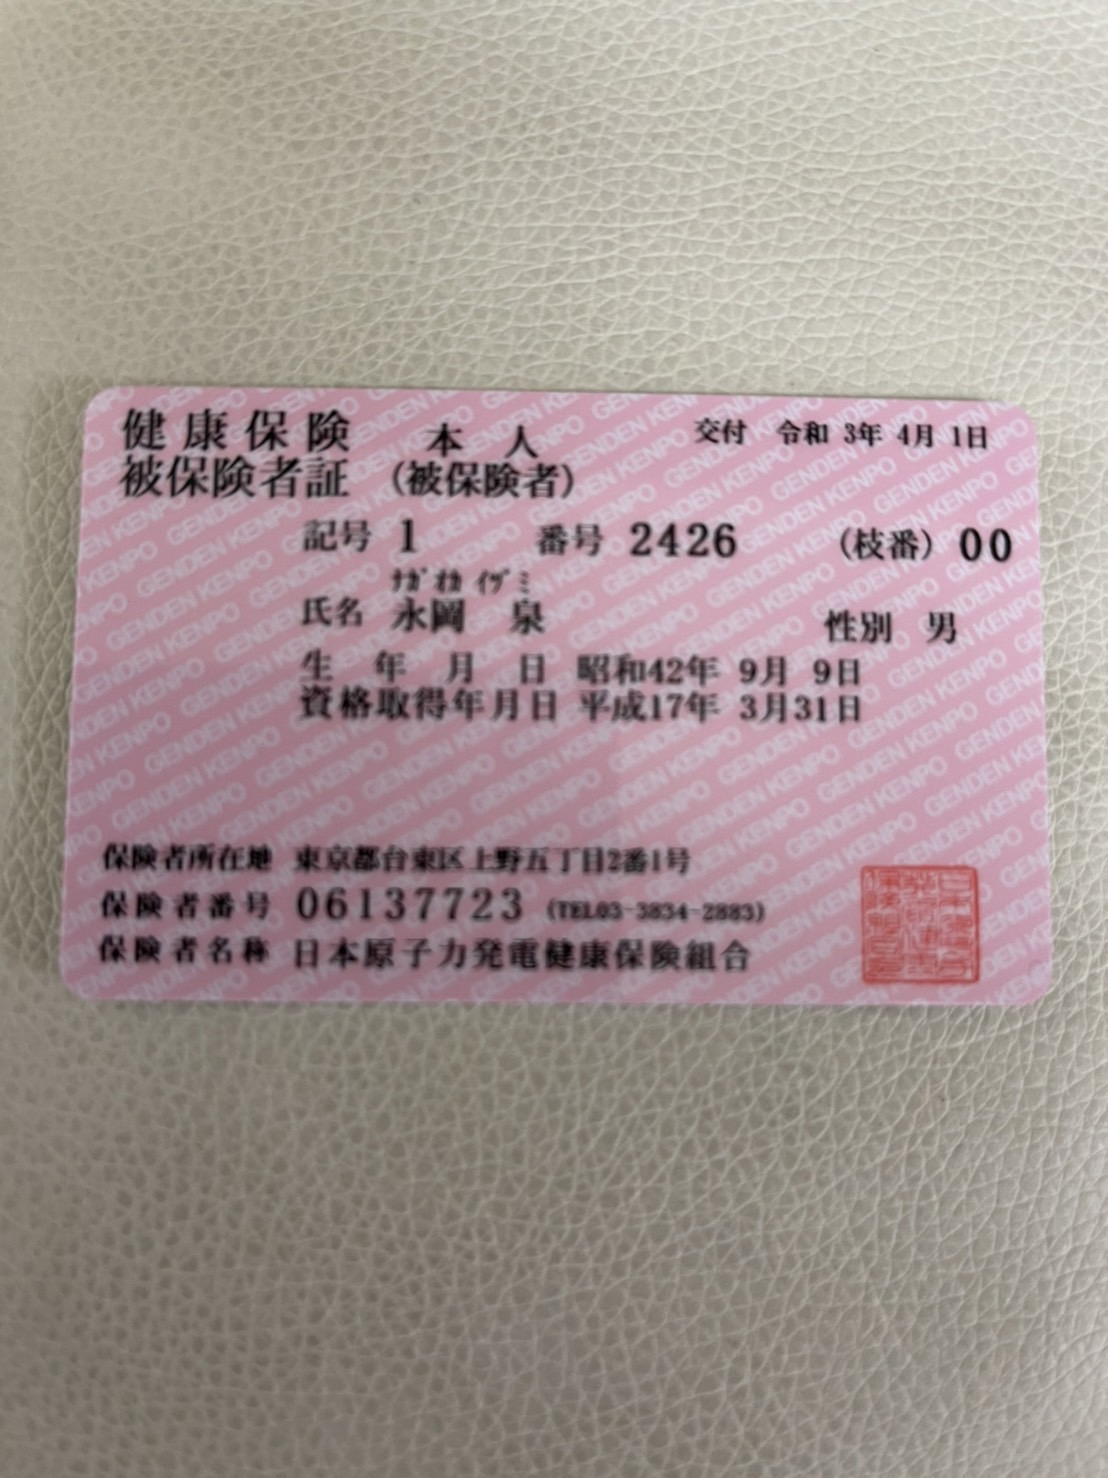 健康保険 本人 交付 令和 3年 4月 1日
被保険者証 (被保険者)
記号 1 番号 2426 (枝番) 00
ﾅｶﾞｵｶ ｲｽﾞﾐ
氏名 永岡 泉 性別 男
生年月日 昭和42年 9月 9日
資格取得年月日 平成17年 3月31日
保険者所在地 東京都台東区上野五丁目2番1号
保険者番号 06137723 (TEL03-3834-2883)
保険者名称 日本原子力発電健康保険組合
GENDEN KENPO